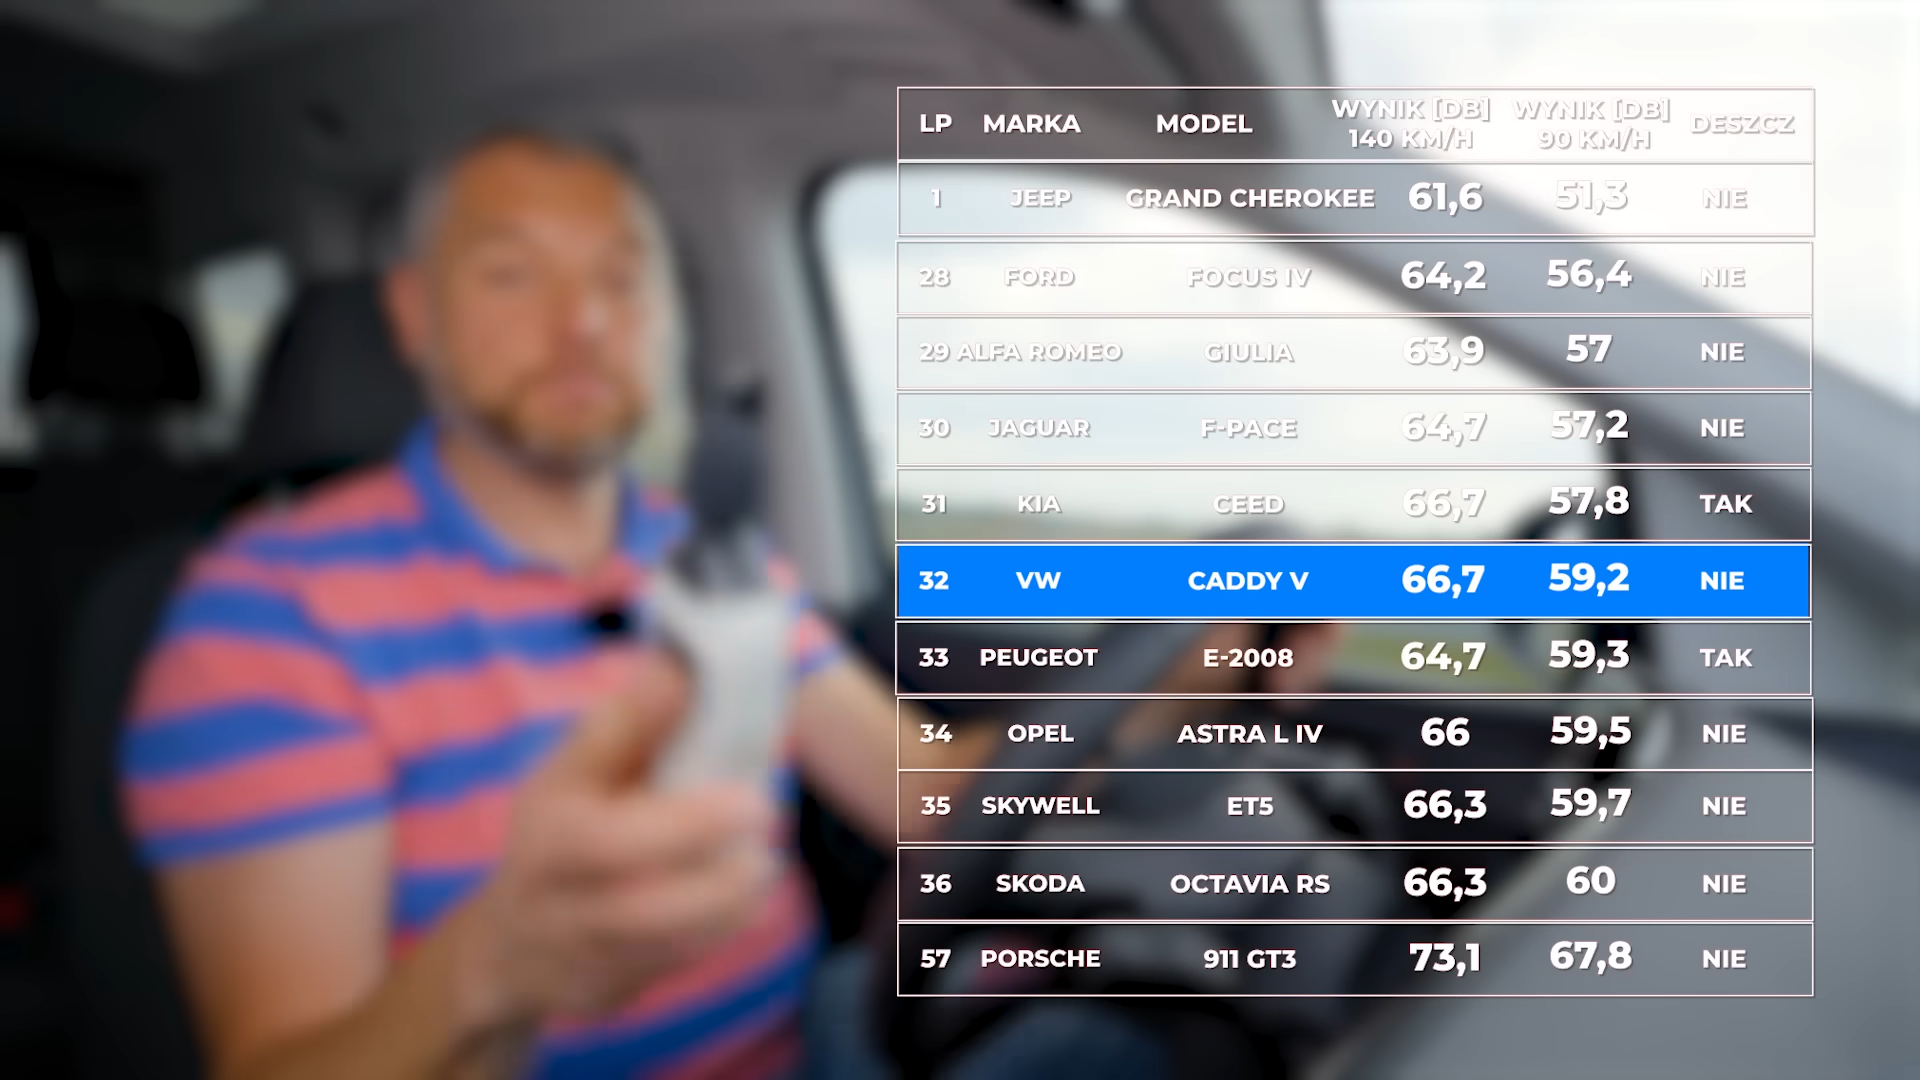 LP MARKA MODEL WYNIK [DB] 140 KM/H WYNIK [DB] 90 KM/H DESZCZ
1 JEEP GRAND CHEROKEE 61,6 51,3 NIE
28 FORD FOCUS IV 64,2 56,4 NIE
29 ALFA ROMEO GIULIA 63,9 57 NIE
30 JAGUAR F-PACE 64,7 57,2 NIE
31 KIA CEED 66,7 57,8 TAK
32 VW CADDY V 66,7 59,2 NIE
33 PEUGEOT E-2008 64,7 59,3 TAK
34 OPEL ASTRA L IV 66 59,5 NIE
35 SKYWELL ET5 66,3 59,7 NIE
36 SKODA OCTAVIA RS 66,3 60 NIE
57 PORSCHE 911 GT3 73,1 67,8 NIE